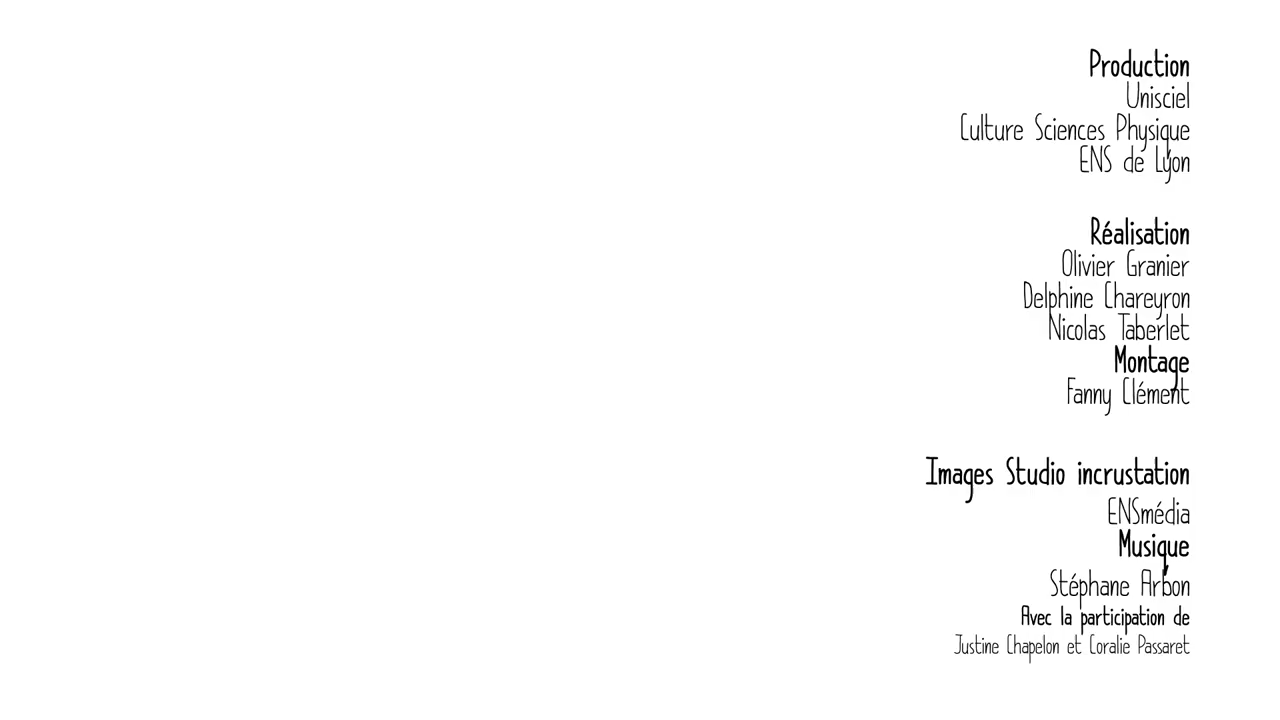 Production
Unisciel
Culture Sciences Physique
ENS de Lyon
Réalisation
Olivier Granier
Delphine Chareyron
Nicolas Taberlet
Montage
Fanny Clément
Images Studio incrustation
ENSmédia
Musique
Stéphane Arbon
Avec la participation de
Justine Chapelon et Coralie Passaret